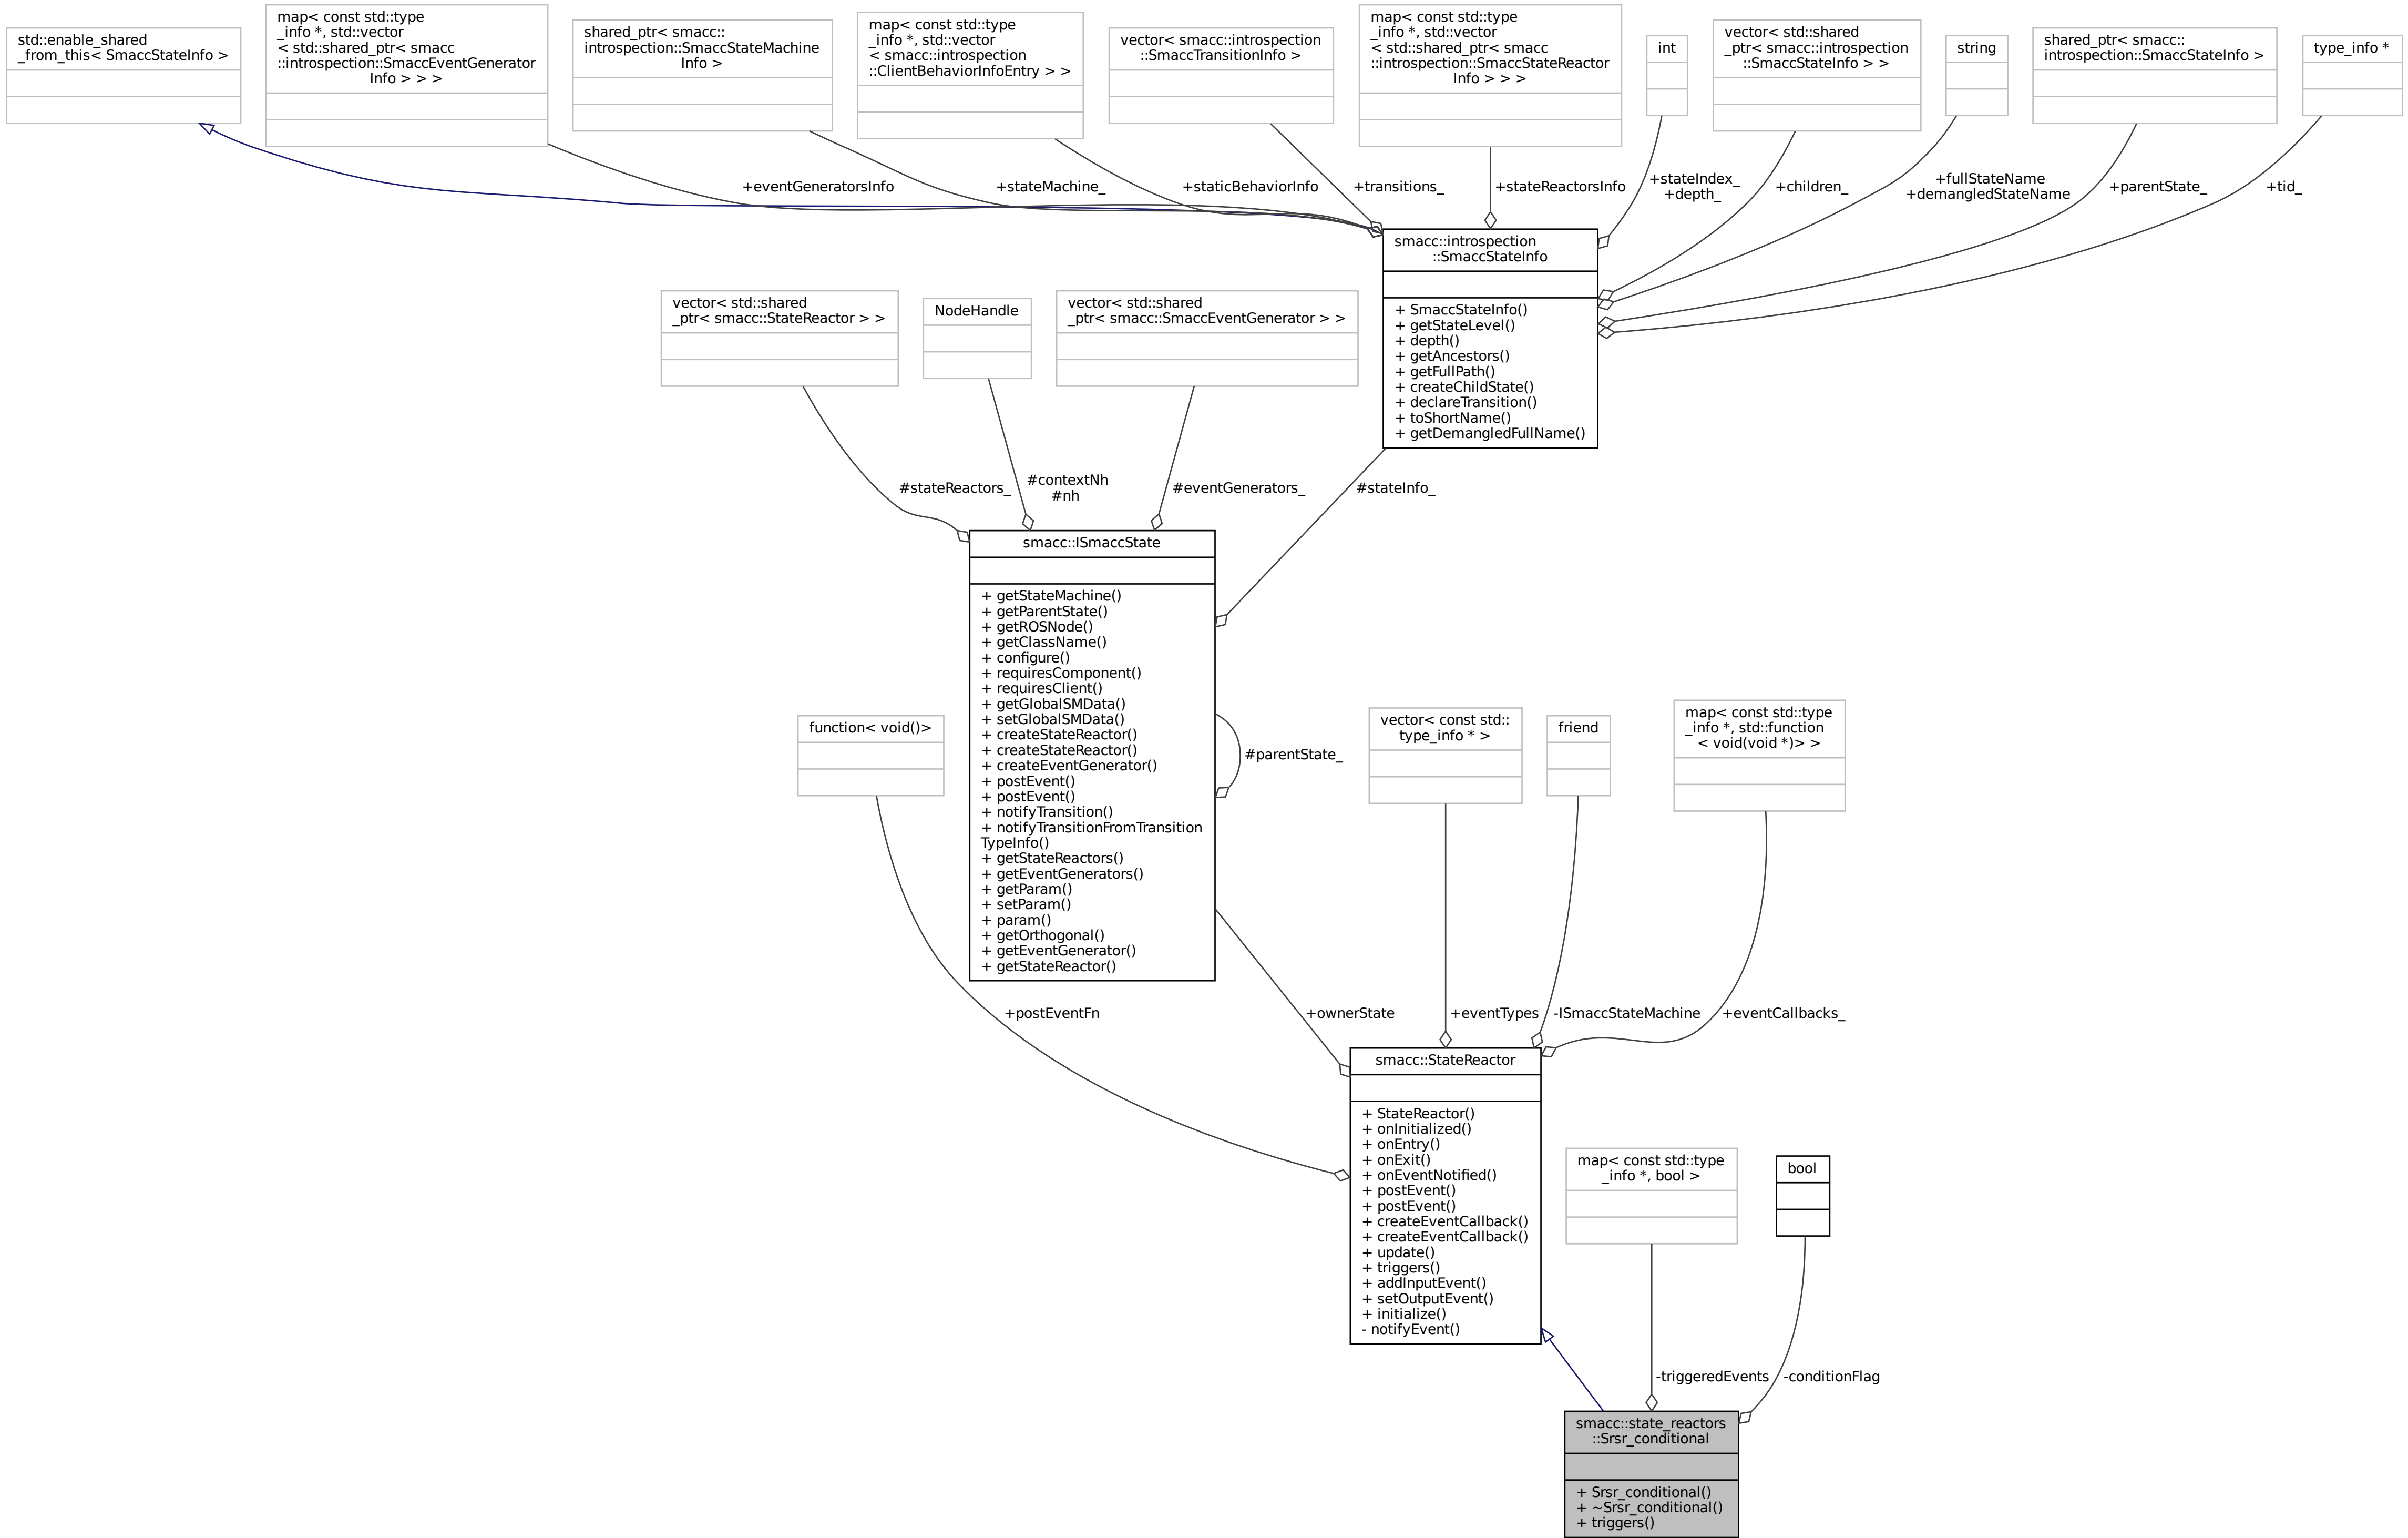 std::enable_shared
_from_this< SmaccStateInfo >
map< const std::type
_info *, std::vector
< std::shared_ptr< smacc
::introspection::SmaccEventGenerator
Info > > >
shared_ptr< smacc::
introspection::SmaccStateMachine
Info >
map< const std::type
_info *, std::vector
< smacc::introspection
::ClientBehaviorInfoEntry > >
vector< smacc::introspection
::SmaccTransitionInfo >
map< const std::type
_info *, std::vector
< std::shared_ptr< smacc
::introspection::SmaccStateReactor
Info > > >
int
vector< std::shared
_ptr< smacc::introspection
::SmaccStateInfo > >
string
shared_ptr< smacc::
introspection::SmaccStateInfo >
type_info *
+eventGeneratorsInfo
+stateMachine_
+staticBehaviorInfo
+transitions_
+stateReactorsInfo
+stateIndex_
+depth_
+children_
+fullStateName
+demangledStateName
+parentState_
+tid_
smacc::introspection
::SmaccStateInfo
+ SmaccStateInfo()
+ getStateLevel()
+ depth()
+ getAncestors()
+ getFullPath()
+ createChildState()
+ declareTransition()
+ toShortName()
+ getDemangledFullName()
vector< std::shared
_ptr< smacc::StateReactor > >
NodeHandle
vector< std::shared
_ptr< smacc::SmaccEventGenerator > >
#stateReactors_
#contextNh
#nh
#eventGenerators_
#stateInfo_
smacc::ISmaccState
+ getStateMachine()
+ getParentState()
+ getROSNode()
+ getClassName()
+ configure()
+ requiresComponent()
+ requiresClient()
+ getGlobalSMData()
+ setGlobalSMData()
+ createStateReactor()
+ createStateReactor()
+ createEventGenerator()
+ postEvent()
+ postEvent()
+ notifyTransition()
+ notifyTransitionFromTransition
TypeInfo()
+ getStateReactors()
+ getEventGenerators()
+ getParam()
+ setParam()
+ param()
+ getOrthogonal()
+ getEventGenerator()
+ getStateReactor()
#parentState_
function< void()>
vector< const std::
type_info * >
friend
map< const std::type
_info *, std::function
< void(void *)> >
+postEventFn
+ownerState
+eventTypes
-ISmaccStateMachine
+eventCallbacks_
smacc::StateReactor
+ StateReactor()
+ onInitialized()
+ onEntry()
+ onExit()
+ onEventNotified()
+ postEvent()
+ postEvent()
+ createEventCallback()
+ createEventCallback()
+ update()
+ triggers()
+ addInputEvent()
+ setOutputEvent()
+ initialize()
- notifyEvent()
map< const std::type
_info *, bool >
bool
-triggeredEvents
-conditionFlag
smacc::state_reactors
::Srsr_conditional
+ Srsr_conditional()
+ ~Srsr_conditional()
+ triggers()